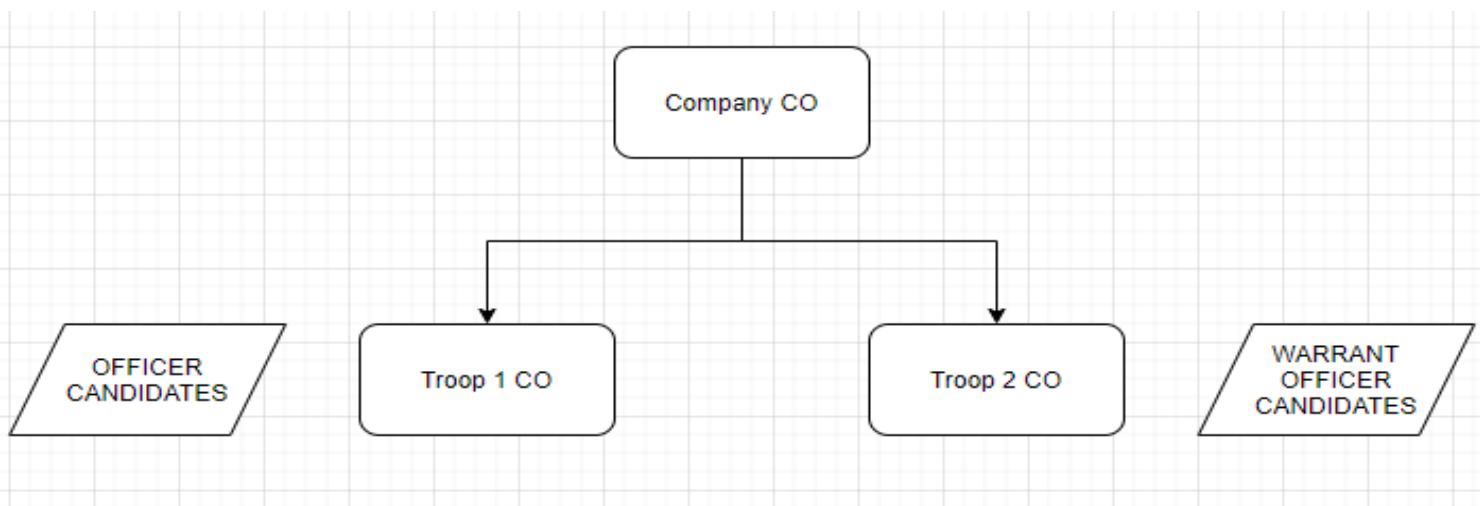 Company CO
OFFICER
CANDIDATES
Troop 1 CO
Troop 2 CO
WARRANT
OFFICER
CANDIDATES